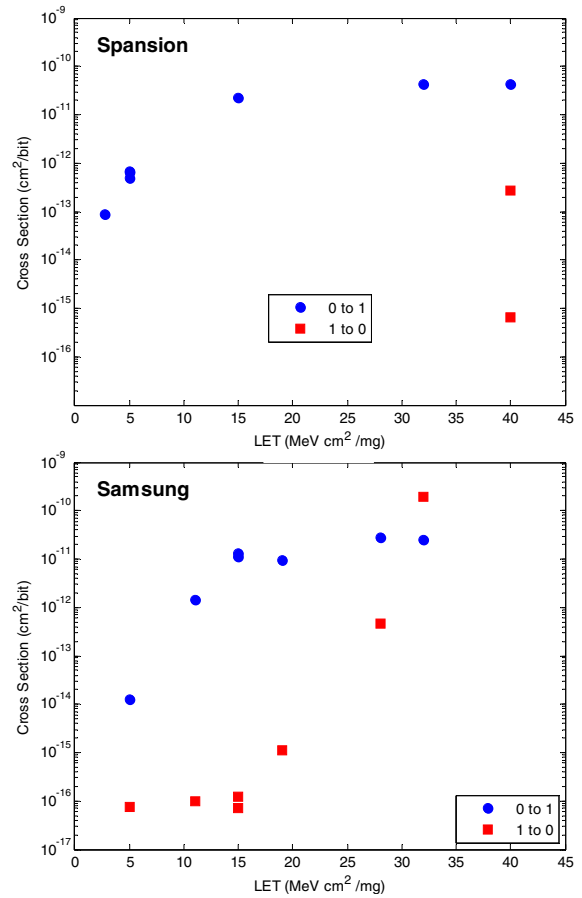 Spansion
10^-9
10^-10
10^-11
10^-12
10^-13
10^-14
10^-15
10^-16
Cross Section (cm^2/bit)
0 to 1
1 to 0
0 5 10 15 20 25 30 35 40 45
LET (MeV cm^2 /mg)
Samsung
10^-9
10^-10
10^-11
10^-12
10^-13
10^-14
10^-15
10^-16
10^-17
Cross Section (cm^2/bit)
0 to 1
1 to 0
0 5 10 15 20 25 30 35 40 45
LET (MeV cm^2 /mg)